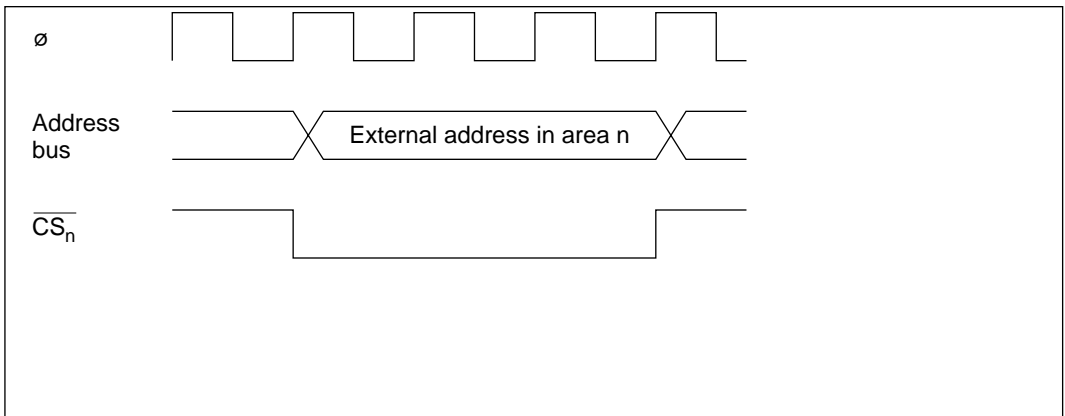 ø
Address
bus
External address in area n
CSn